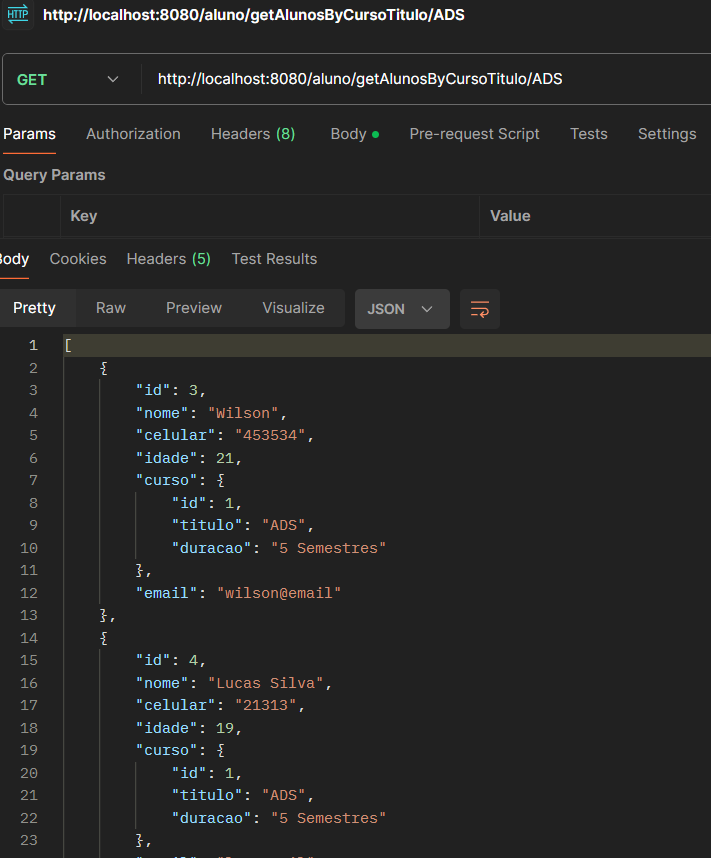 HTTP http://localhost:8080/aluno/getAlunosByCursoTitulo/ADS
GET http://localhost:8080/aluno/getAlunosByCursoTitulo/ADS
Params Authorization Headers (8) Body Pre-request Script Tests Settings
Query Params
Key Value
Body Cookies Headers (5) Test Results
Pretty Raw Preview Visualize JSON
1 [
2 {
3 "id": 3,
4 "nome": "Wilson",
5 "celular": "453534",
6 "idade": 21,
7 "curso": {
8 "id": 1,
9 "titulo": "ADS",
10 "duracao": "5 Semestres"
11 },
12 "email": "wilson@email"
13 },
14 {
15 "id": 4,
16 "nome": "Lucas Silva",
17 "celular": "21313",
18 "idade": 19,
19 "curso": {
20 "id": 1,
21 "titulo": "ADS",
22 "duracao": "5 Semestres"
23 },